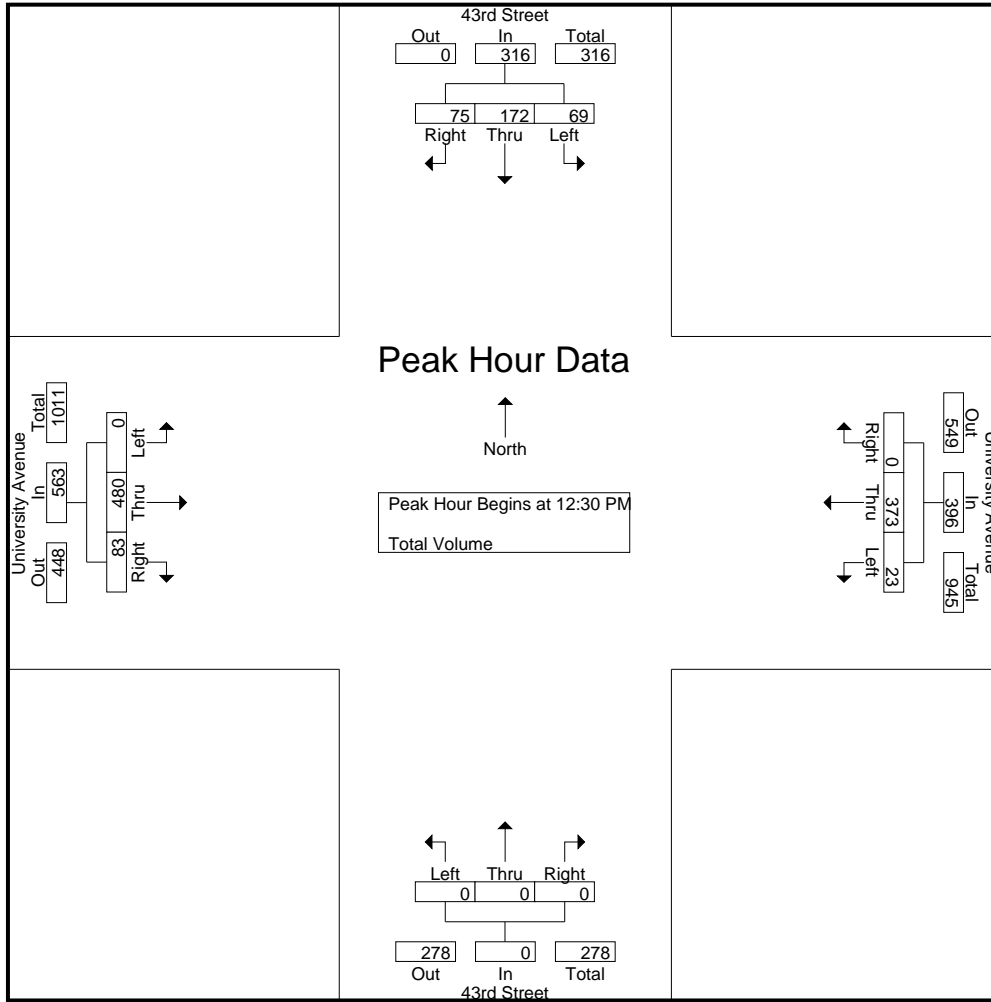 43rd Street
Out In Total
0 316 316
75 172 69
Right Thru Left
Peak Hour Data
North
Peak Hour Begins at 12:30 PM
Total Volume
University Avenue
Out In Total
448 563 1011
83 480 0
Right Thru Left
University Avenue
Out In Total
549 396 945
0 373 23
Right Thru Left
Left Thru Right
0 0 0
278 0 278
Out In Total
43rd Street